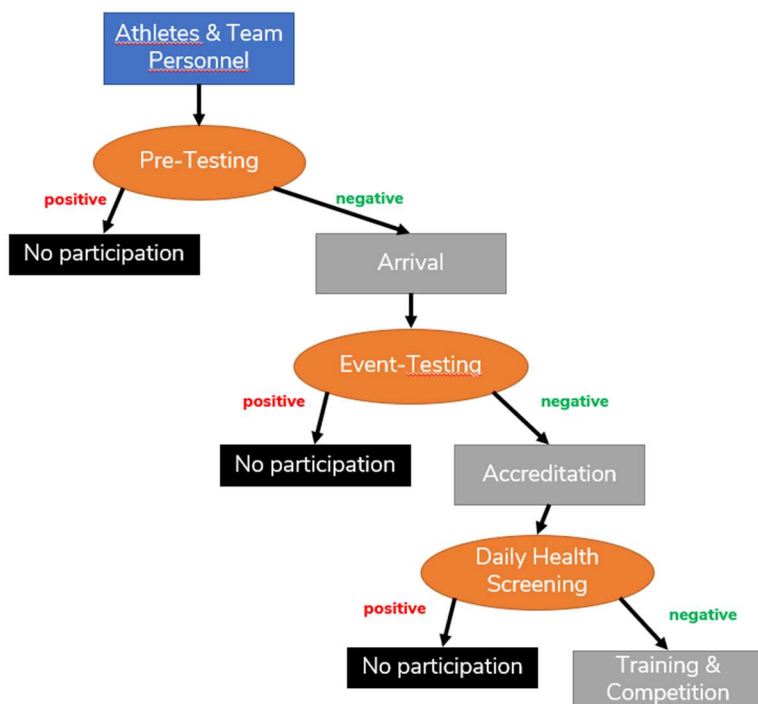 Athletes & Team
Personnel
Pre-Testing
positive
negative
No participation
Arrival
Event-Testing
positive
negative
No participation
Accreditation
Daily Health
Screening
positive
negative
No participation
Training &
Competition